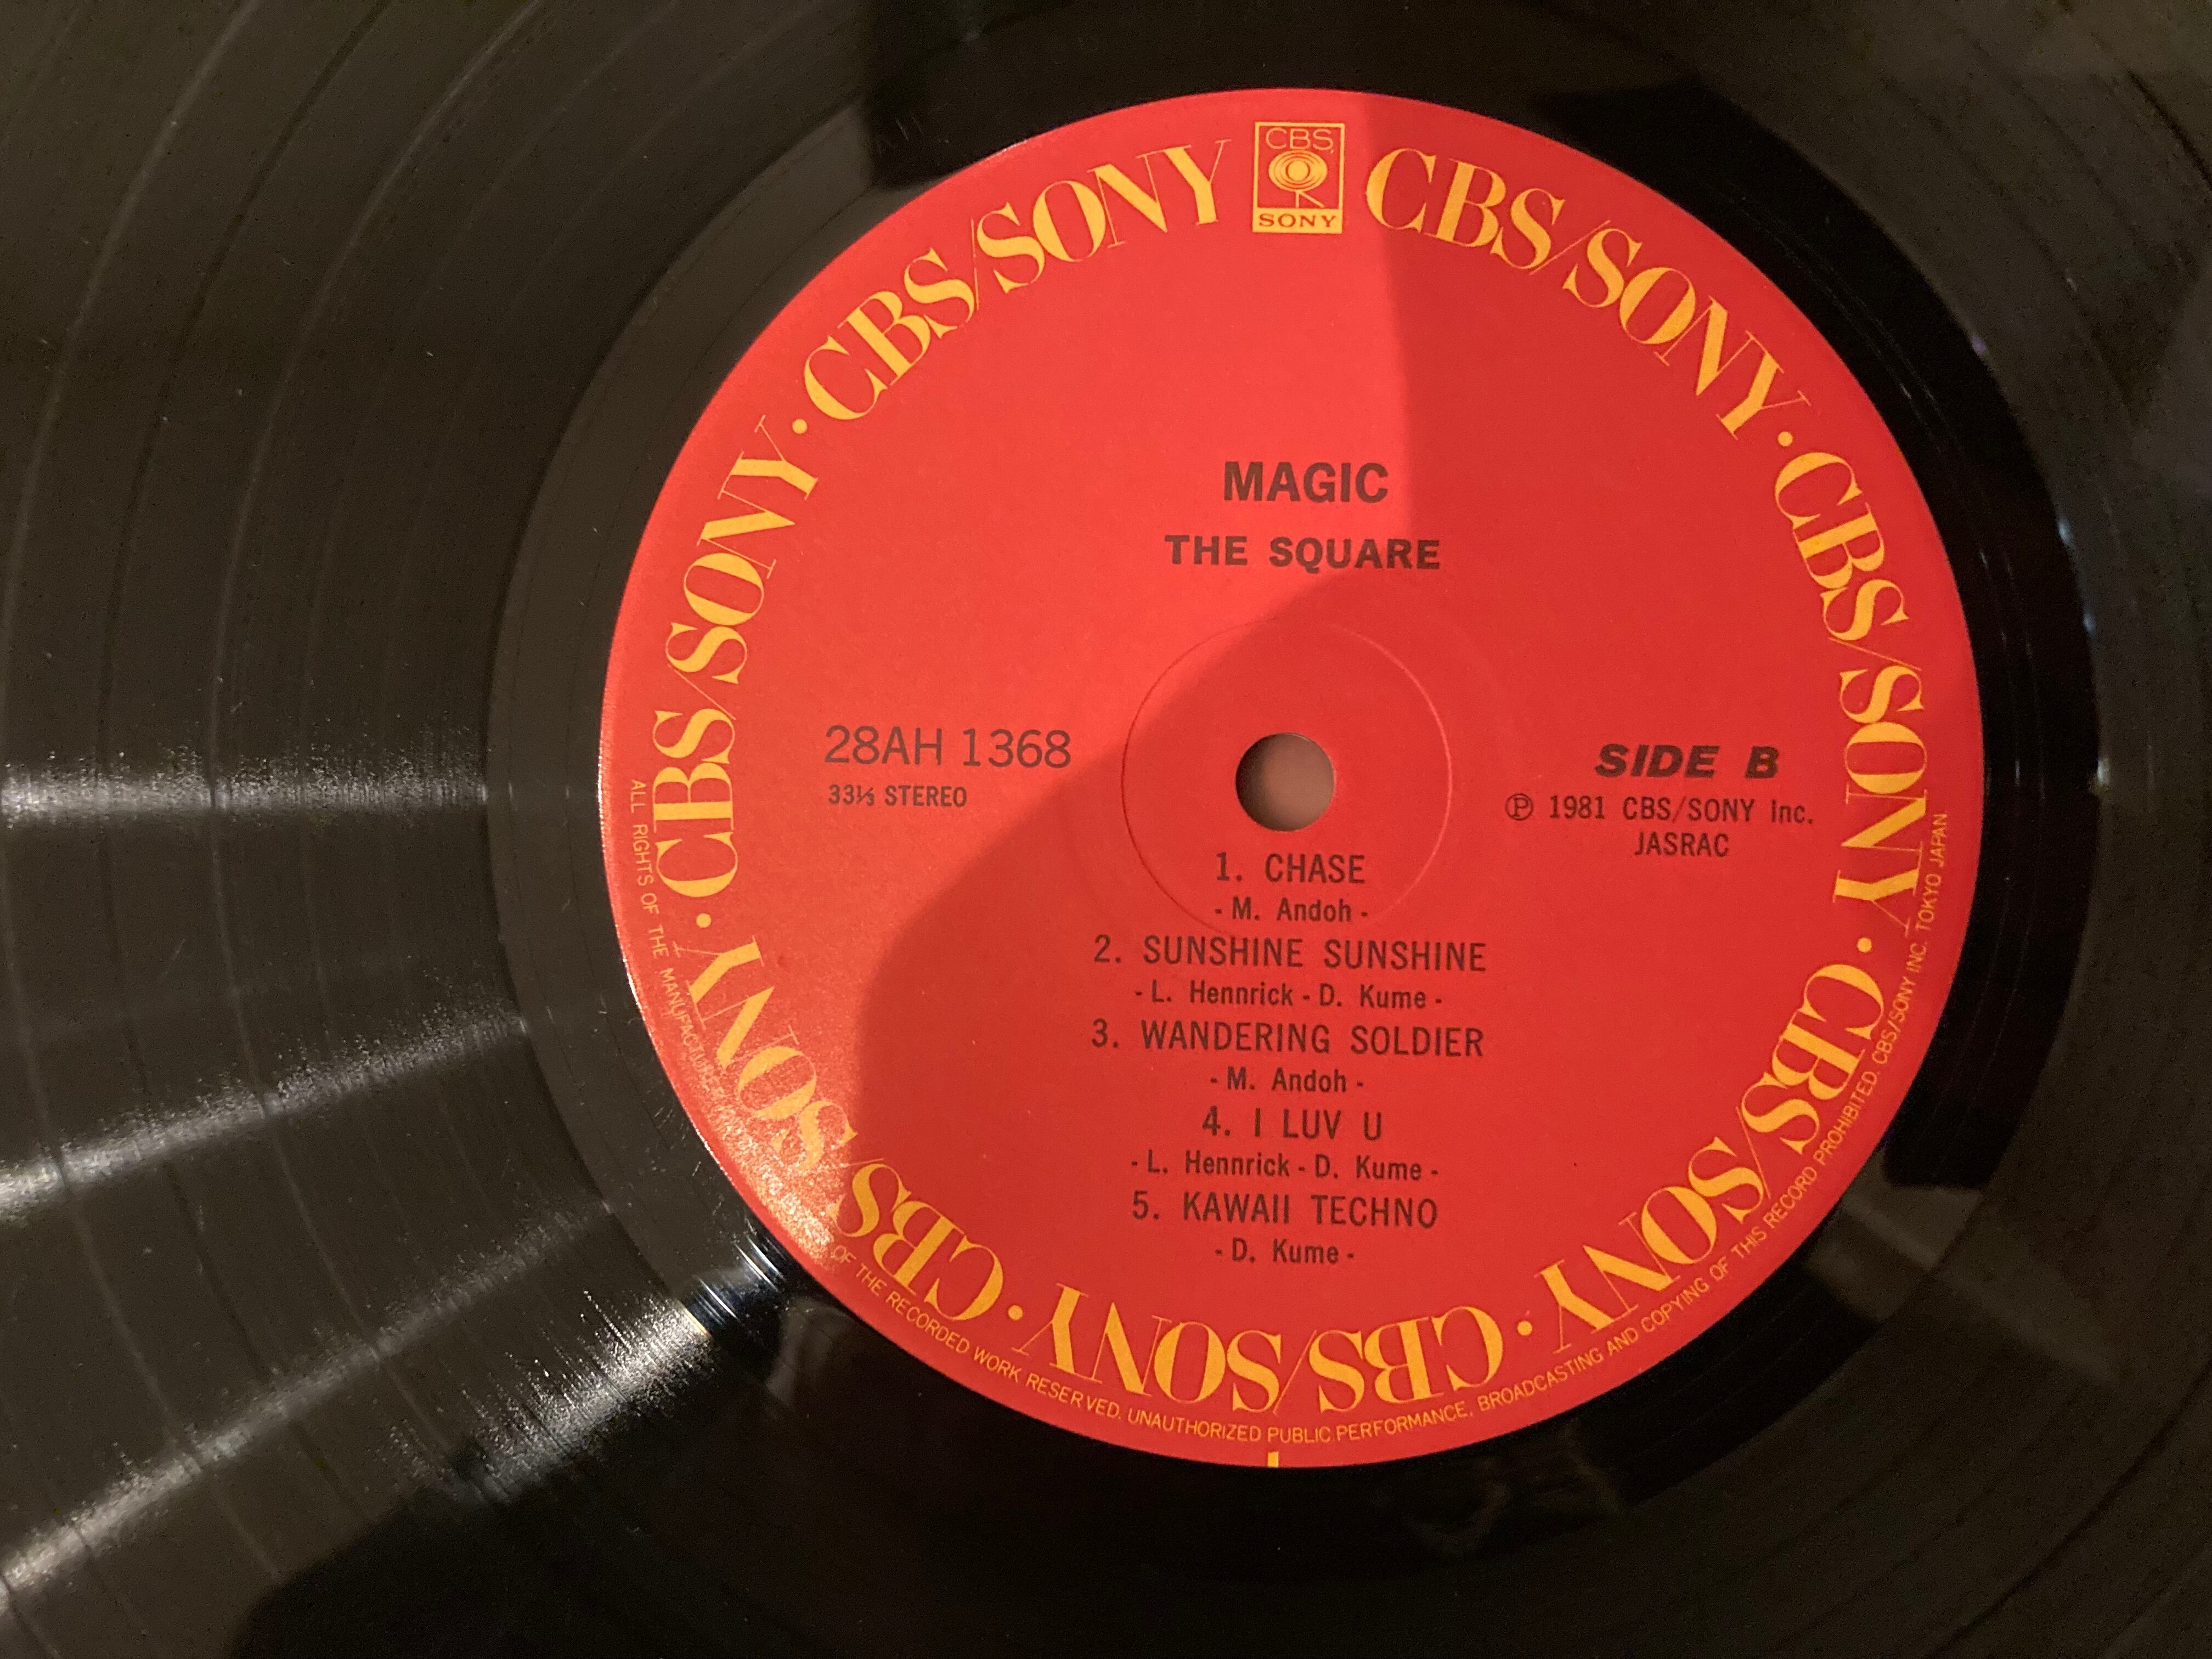 CBS
SONY
CBS/SONY · CBS/SONY · CBS/SONY · CBS/SONY · CBS/SONY · CBS/SONY · CBS/SONY · CBS/SONY
MAGIC
THE SQUARE
28AH 1368
33⅓ STEREO
SIDE B
Ⓟ 1981 CBS/SONY Inc.
JASRAC
1. CHASE
- M. Andoh -
2. SUNSHINE SUNSHINE
- L. Hennrick - D. Kume -
3. WANDERING SOLDIER
- M. Andoh -
4. I LUV U
- L. Hennrick - D. Kume -
5. KAWAII TECHNO
- D. Kume -
ALL RIGHTS OF THE MANUFACTURER OF THE RECORDED WORK RESERVED. UNAUTHORIZED PUBLIC PERFORMANCE, BROADCASTING AND COPYING OF THIS RECORD PROHIBITED. CBS/SONY INC. TOKYO JAPAN